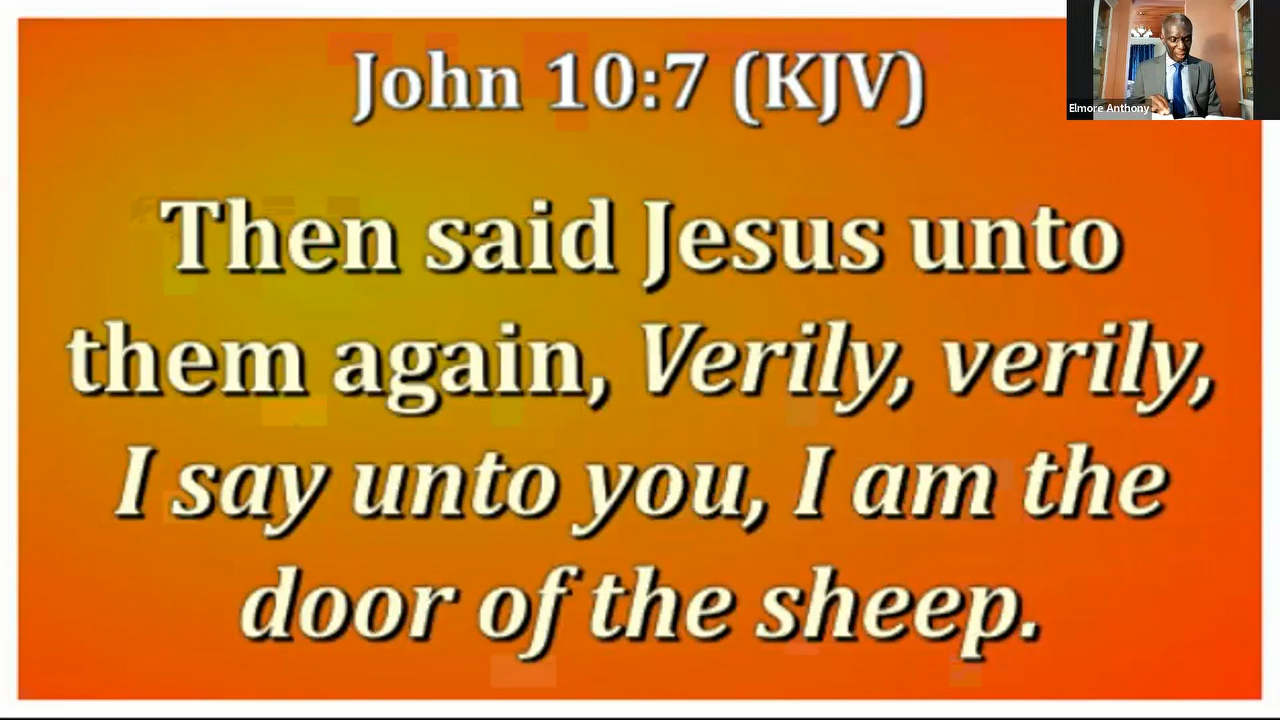 John 10:7 (KJV)
Elmore Anthony
Then said Jesus unto
them again, Verily, verily,
I say unto you, I am the
door of the sheep.